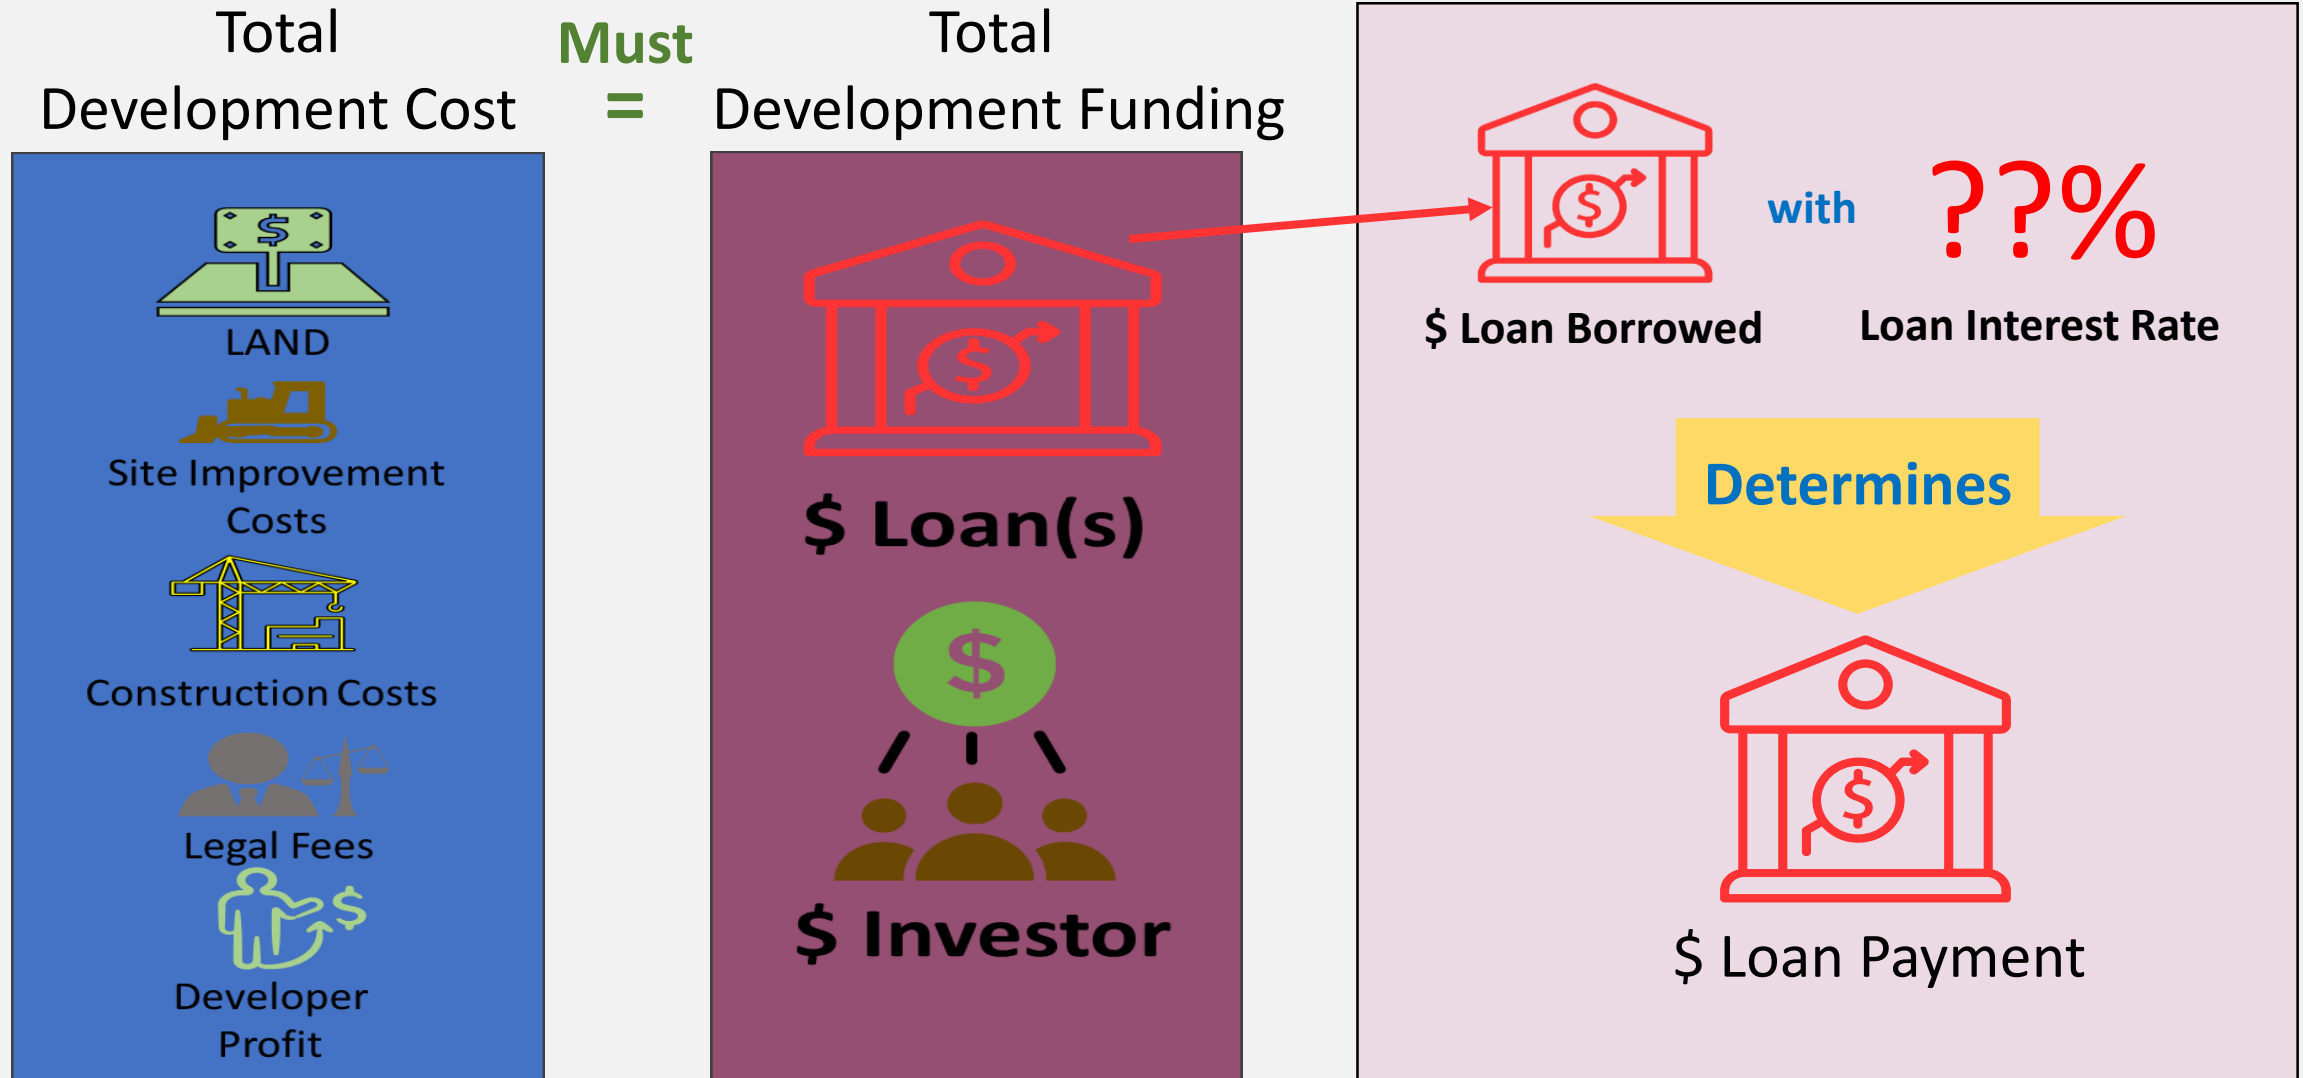 Total
Development Cost
Must
=
Total
Development Funding
$
LAND
Site Improvement
Costs
Construction Costs
Legal Fees
$
Developer
Profit
$
$ Loan(s)
$
$ Investor
$
with
??%
$ Loan Borrowed
Loan Interest Rate
Determines
$
$ Loan Payment